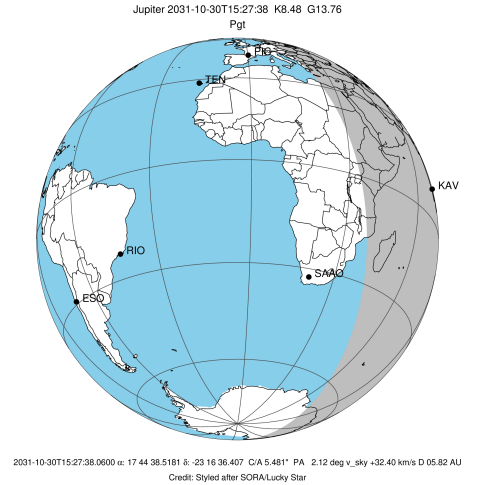 Jupiter 2031-10-30T15:27:38 K8.48 G13.76
Pgt
PIC
TEN
KAV
RIO
SAAO
ESO
2031-10-30T15:27:38.0600 α: 17 44 38.5181 δ: -23 16 36.407 C/A 5.481" PA 2.12 deg v_sky +32.40 km/s D 05.82 AU
Credit: Styled after SORA/Lucky Star